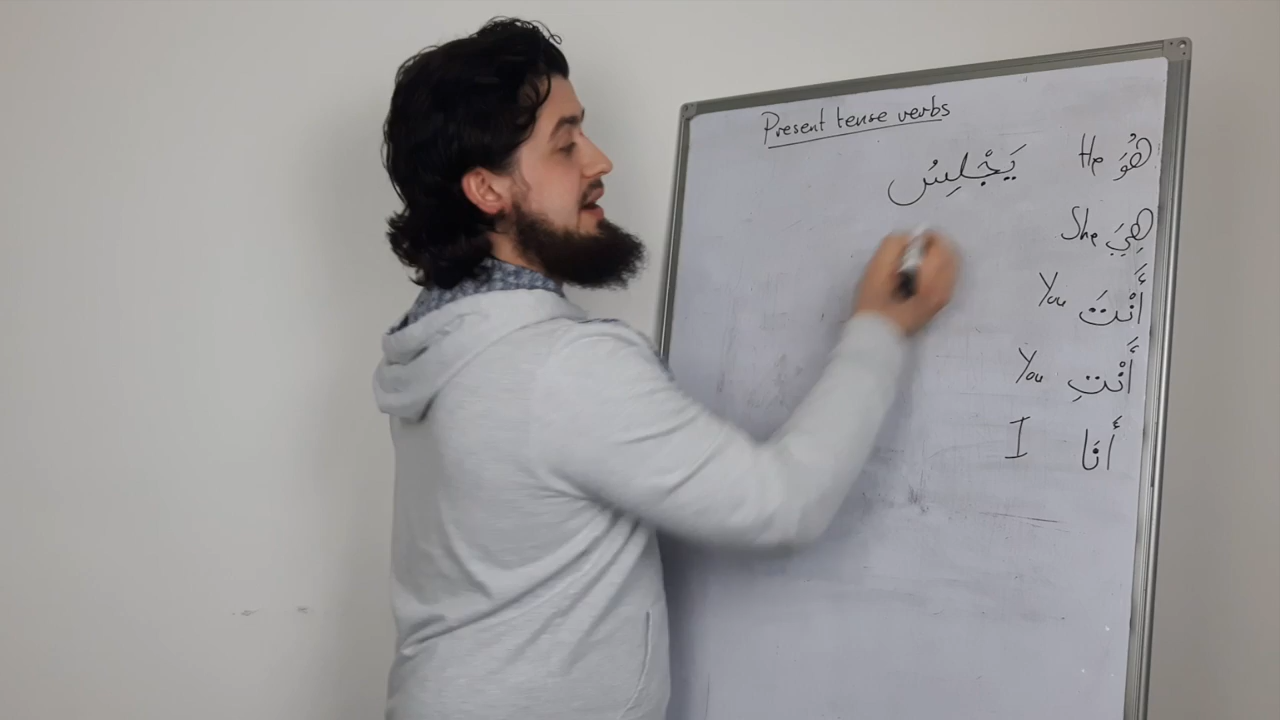 Present tense verbs
هُوَ He يَجْلِسُ
هِيَ She
أَنْتَ You
أَنْتِ You
أَنَا I